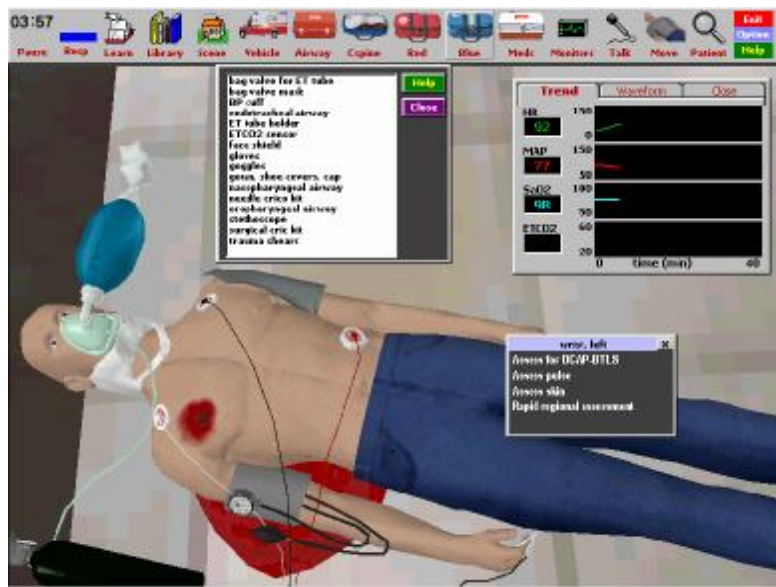 03:57
Pause Resp Learn Library Scene Vehicle Airway Cspine Red Blue Meds Monitors Talk Move Patient
Exit
Option
Help
bag valve for ET tube
bag valve mask
BP cuff
endotracheal airway
ET tube holder
ETCO2 sensor
face shield
gloves
goggles
gown, shoe covers, cap
nasopharyngeal airway
needle crico kit
oropharyngeal airway
stethoscope
surgical cric kit
trauma shears
Help
Close
Trend Waveform Close
HR 150
92 0
MAP 150
77 50
SaO2 100
98 50
ETCO2 60
20
0 time (min) 40
wrist, left x
Assess for DCAP-BTLS
Assess pulse
Assess skin
Rapid regional assessment